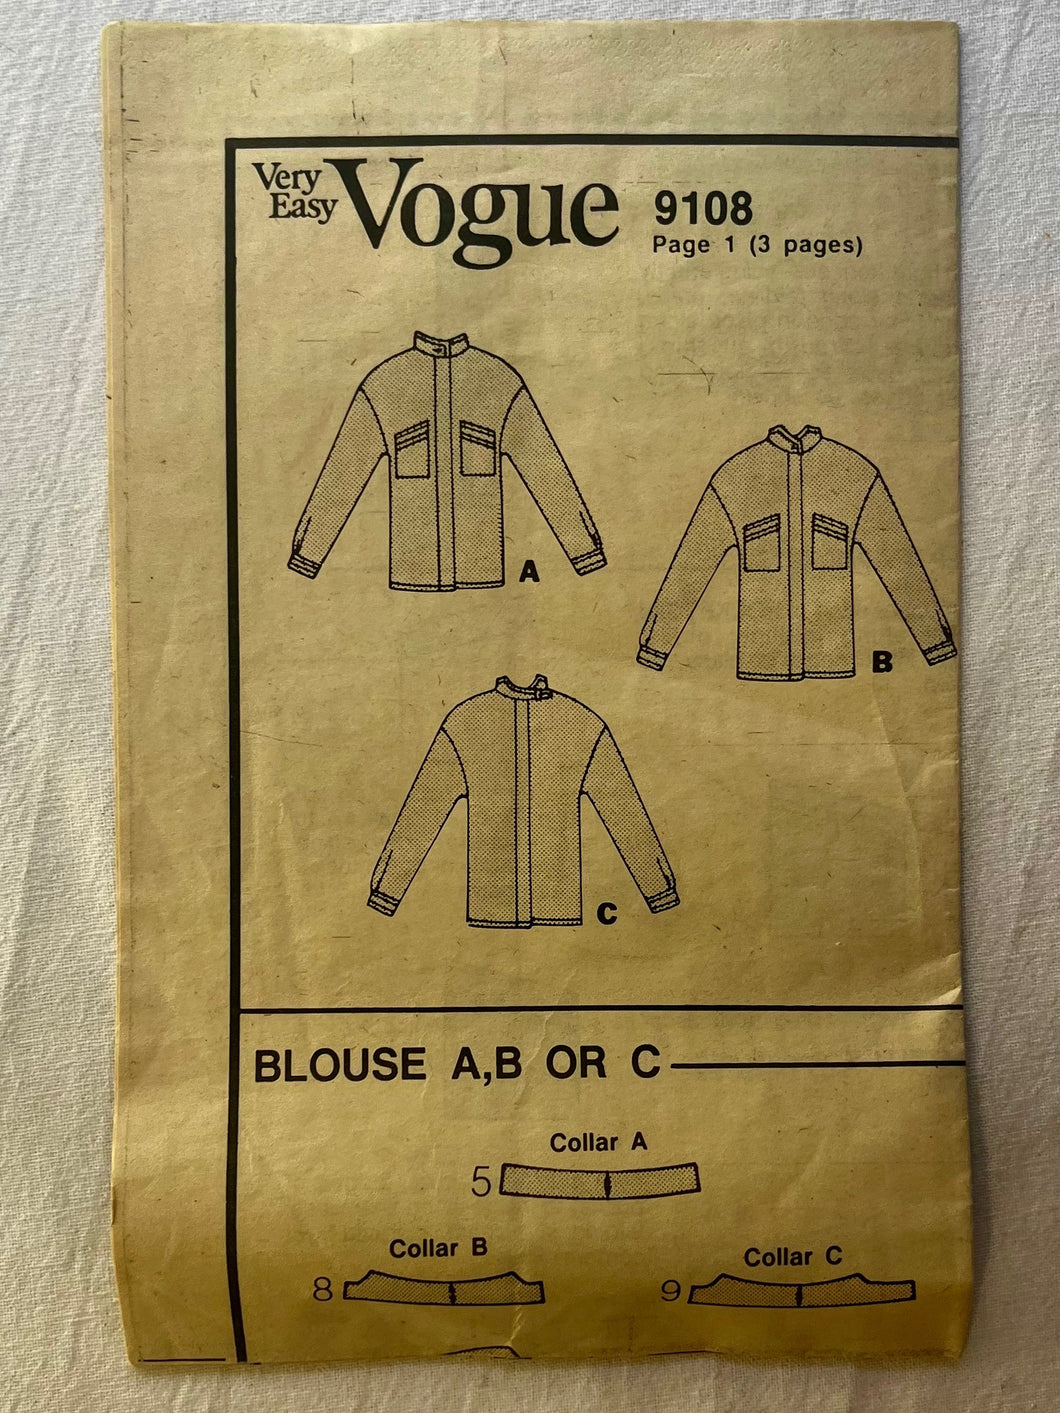 Very
Easy
Vogue
9108
Page 1 (3 pages)
A
B
C
BLOUSE A,B OR C
Collar A
5
Collar B
8
Collar C
9